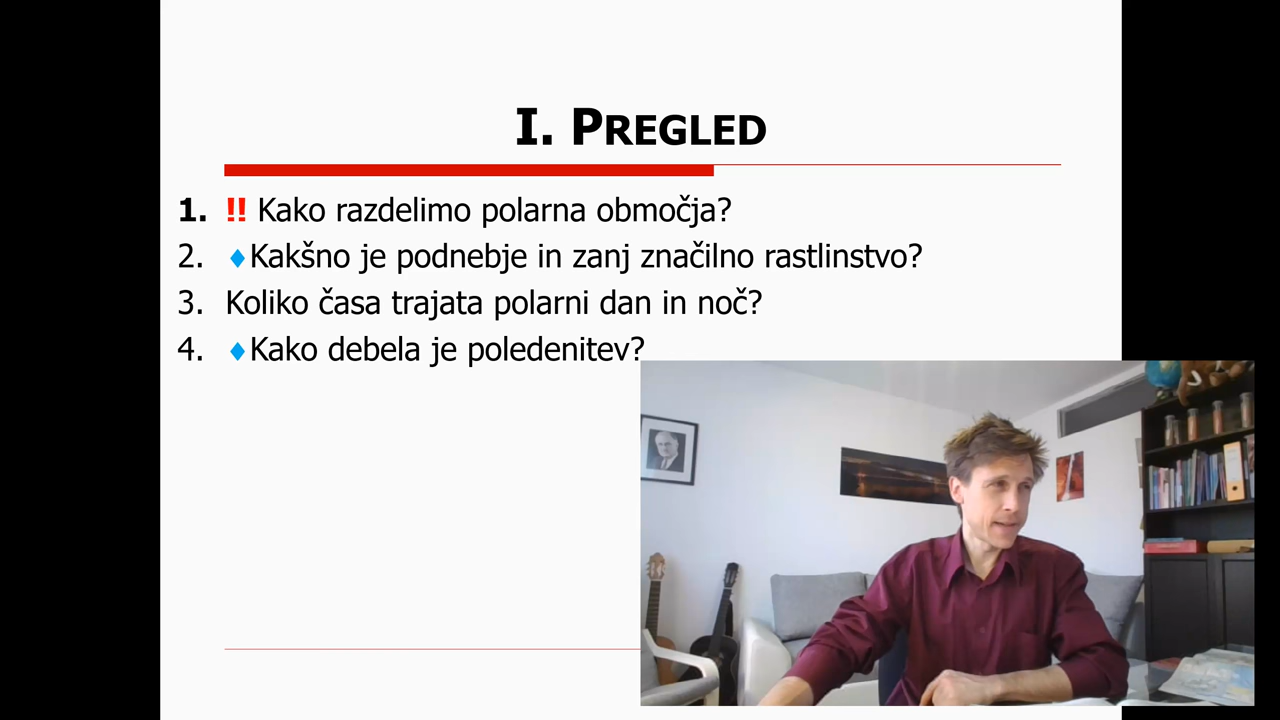 I. PREGLED
1. !! Kako razdelimo polarna območja?
2. ♦Kakšno je podnebje in zanj značilno rastlinstvo?
3. Koliko časa trajata polarni dan in noč?
4. ♦Kako debela je poledenitev?